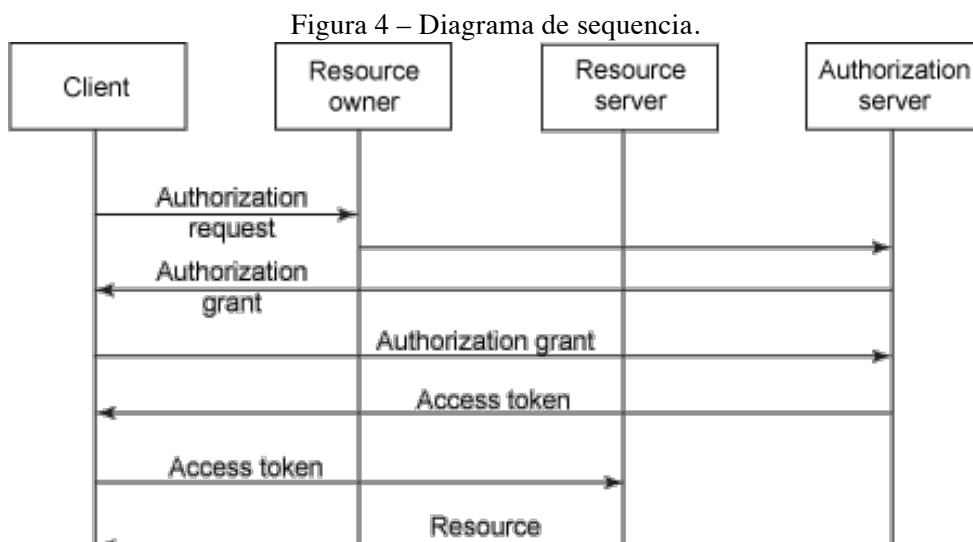 Figura 4 – Diagrama de sequencia.
Client
Resource
owner
Resource
server
Authorization
server
Authorization
request
Authorization
grant
Authorization grant
Access token
Access token
Resource